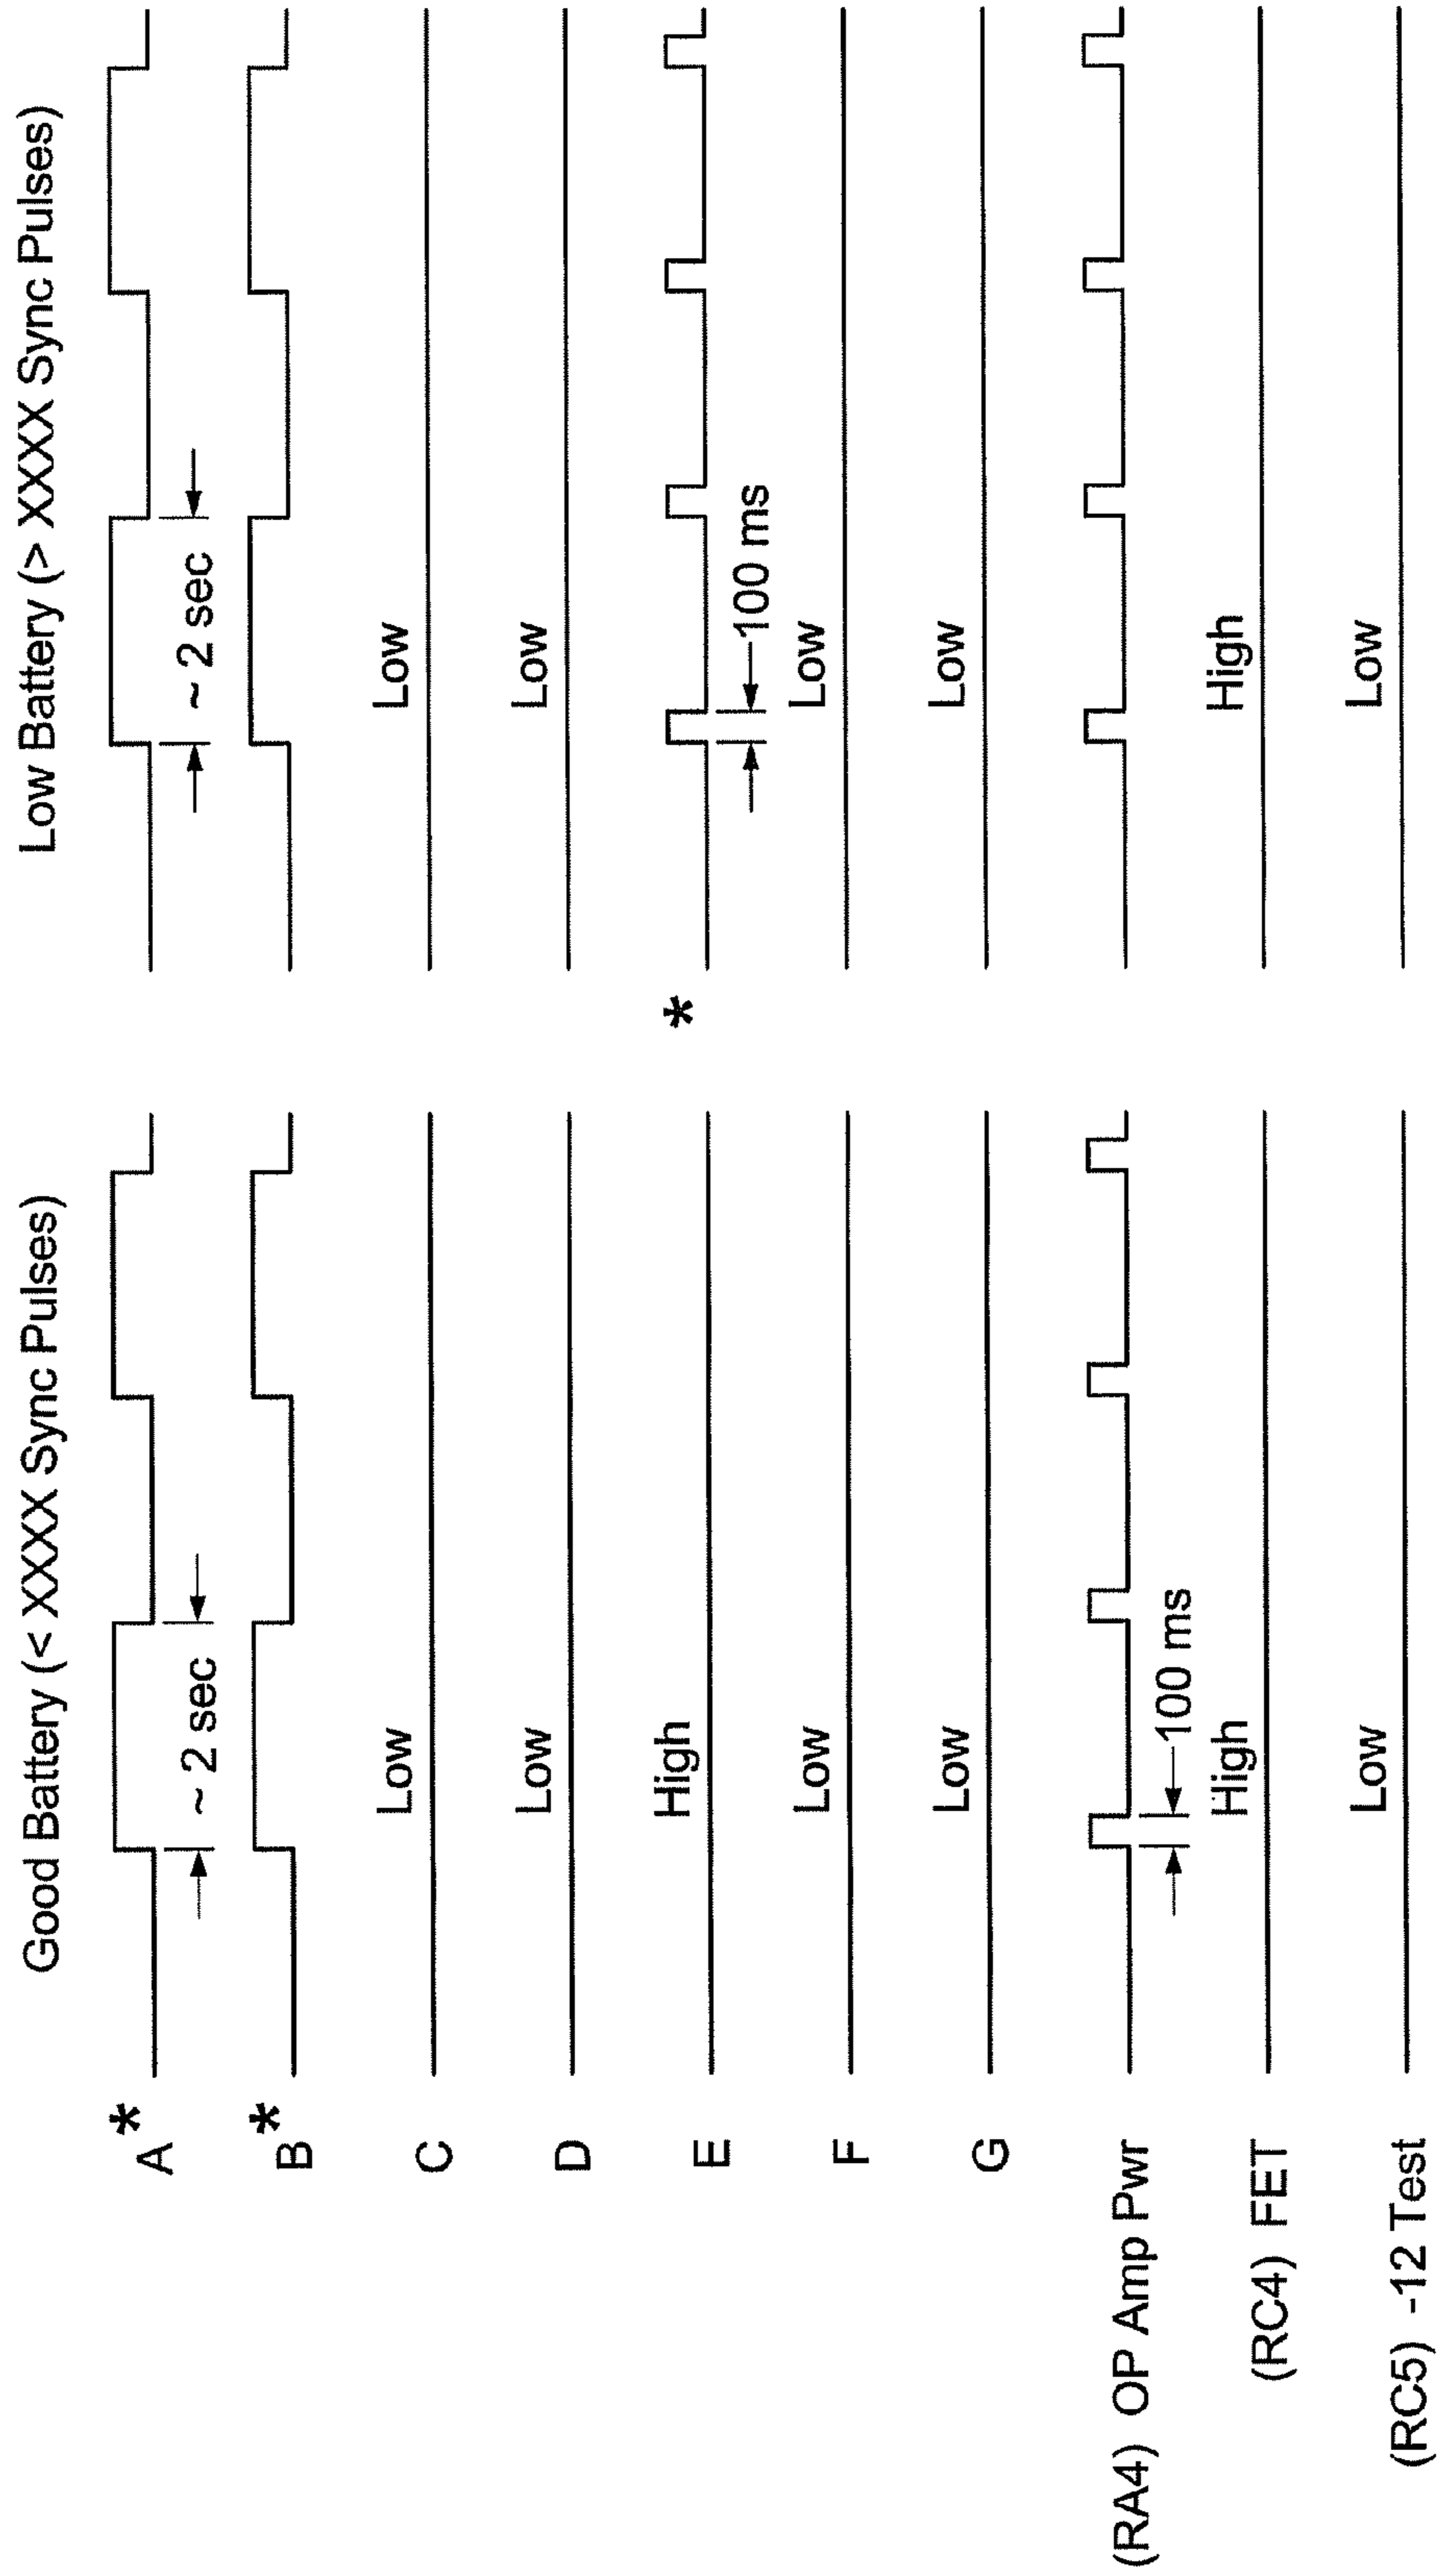 Good Battery (< XXXX Sync Pulses)
Low Battery (> XXXX Sync Pulses)
* A
~ 2 sec
~ 2 sec
* B
C
Low
Low
D
Low
Low
E
High
*
100 ms
F
Low
Low
G
Low
Low
(RA4) OP Amp Pwr
100 ms
(RC4) FET
High
High
(RC5) -12 Test
Low
Low